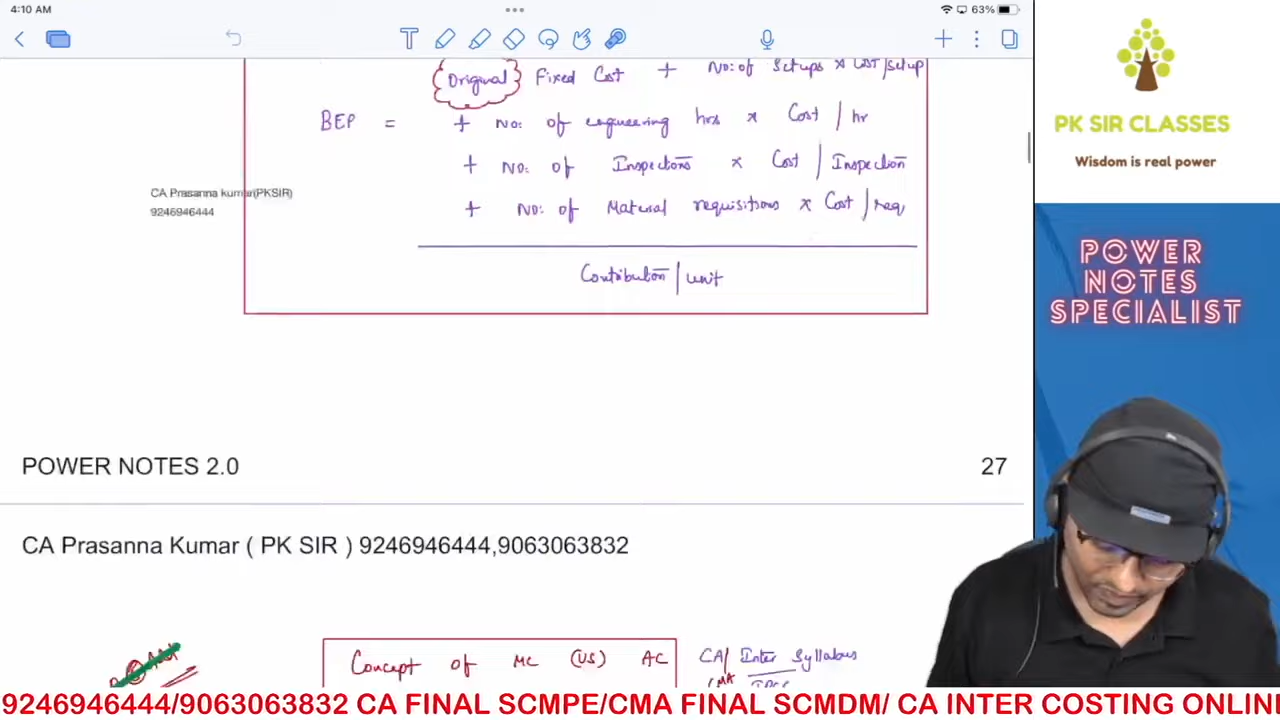 4:10 AM
63%
Original Fixed Cost + No: of Setups x Cost/setup
BEP = + No: of engineering hrs x Cost / hr
+ No: of Inspections x Cost / Inspection
+ No: of Material requisitions x Cost / req
Contribution / unit
CA Prasanna kumar(PKSIR)
9246946444
POWER NOTES 2.0
27
CA Prasanna Kumar ( PK SIR ) 9246946444,9063063832
Concept of MC (VS) AC
CA/ Inter Syllabus
CMA
PK SIR CLASSES
Wisdom is real power
POWER
NOTES
SPECIALIST
9246946444/9063063832 CA FINAL SCMPE/CMA FINAL SCMDM/ CA INTER COSTING ONLINE